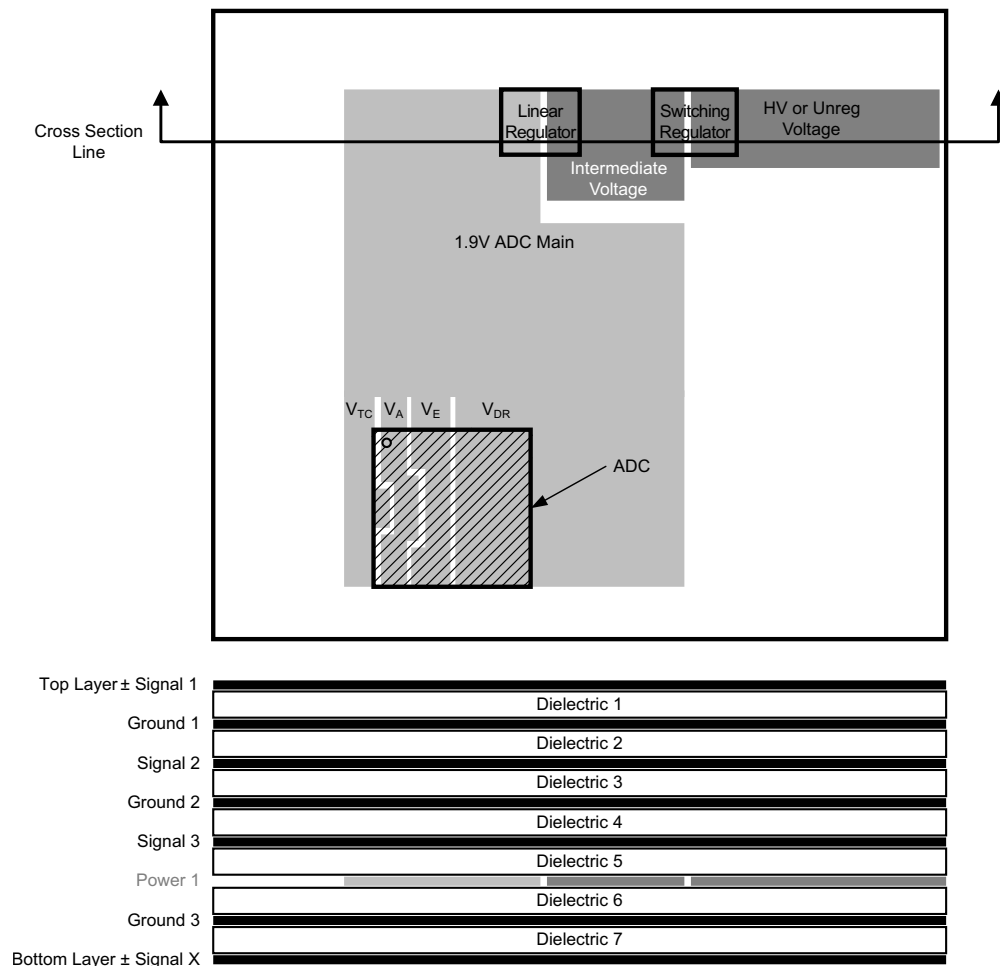 Cross Section
Line
Linear
Regulator
Switching
Regulator
HV or Unreg
Voltage
Intermediate
Voltage
1.9V ADC Main
VTC VA VE VDR
ADC
Top Layer ± Signal 1
Dielectric 1
Ground 1
Dielectric 2
Signal 2
Dielectric 3
Ground 2
Dielectric 4
Signal 3
Dielectric 5
Power 1
Dielectric 6
Ground 3
Dielectric 7
Bottom Layer ± Signal X